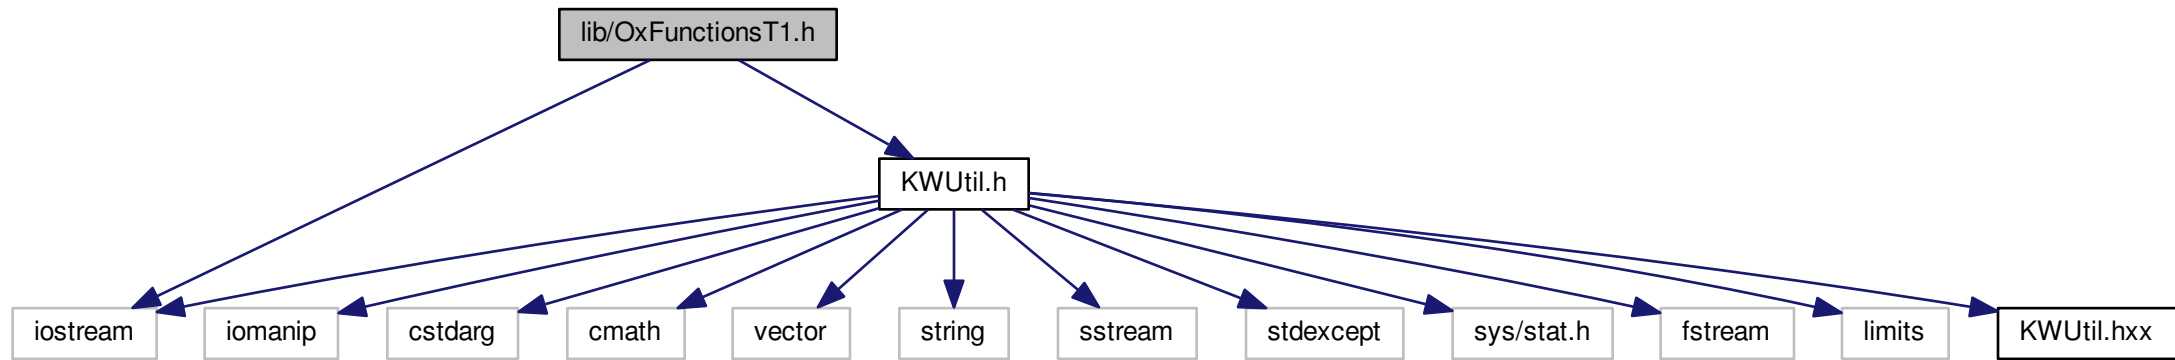 lib/OxFunctionsT1.h
KWUtil.h
iostream
iomanip
cstdarg
cmath
vector
string
sstream
stdexcept
sys/stat.h
fstream
limits
KWUtil.hxx